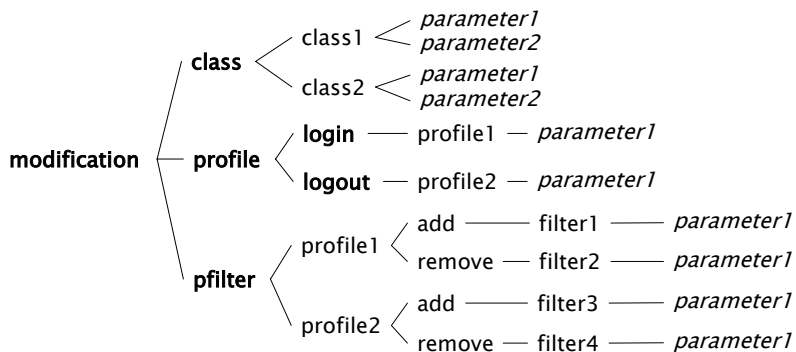 parameter1
class1
parameter2
class
parameter1
class2
parameter2
login profile1 parameter1
modification profile
logout profile2 parameter1
add filter1 parameter1
profile1
remove filter2 parameter1
pfilter
add filter3 parameter1
profile2
remove filter4 parameter1